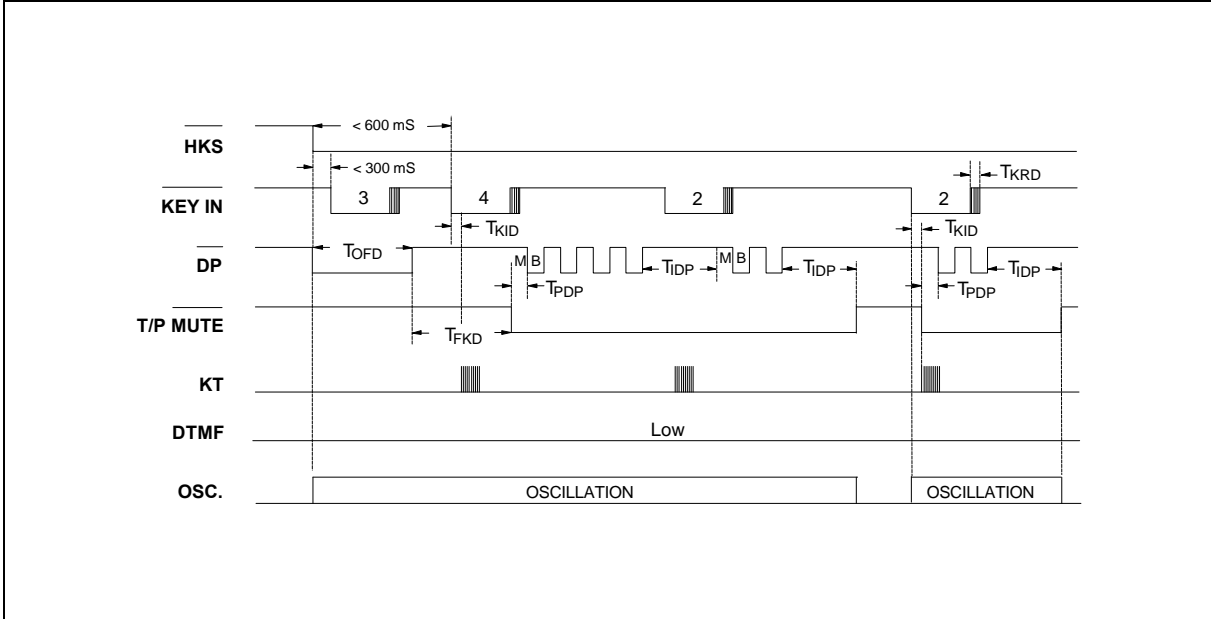 HKS
< 600 mS
< 300 mS
KEY IN
3
4
2
2
TKRD
TKID
TKID
DP
TOFD
M B
TIDP
M B
TIDP
TIDP
TPDP
TPDP
T/P MUTE
TFKD
KT
DTMF
Low
OSC.
OSCILLATION
OSCILLATION